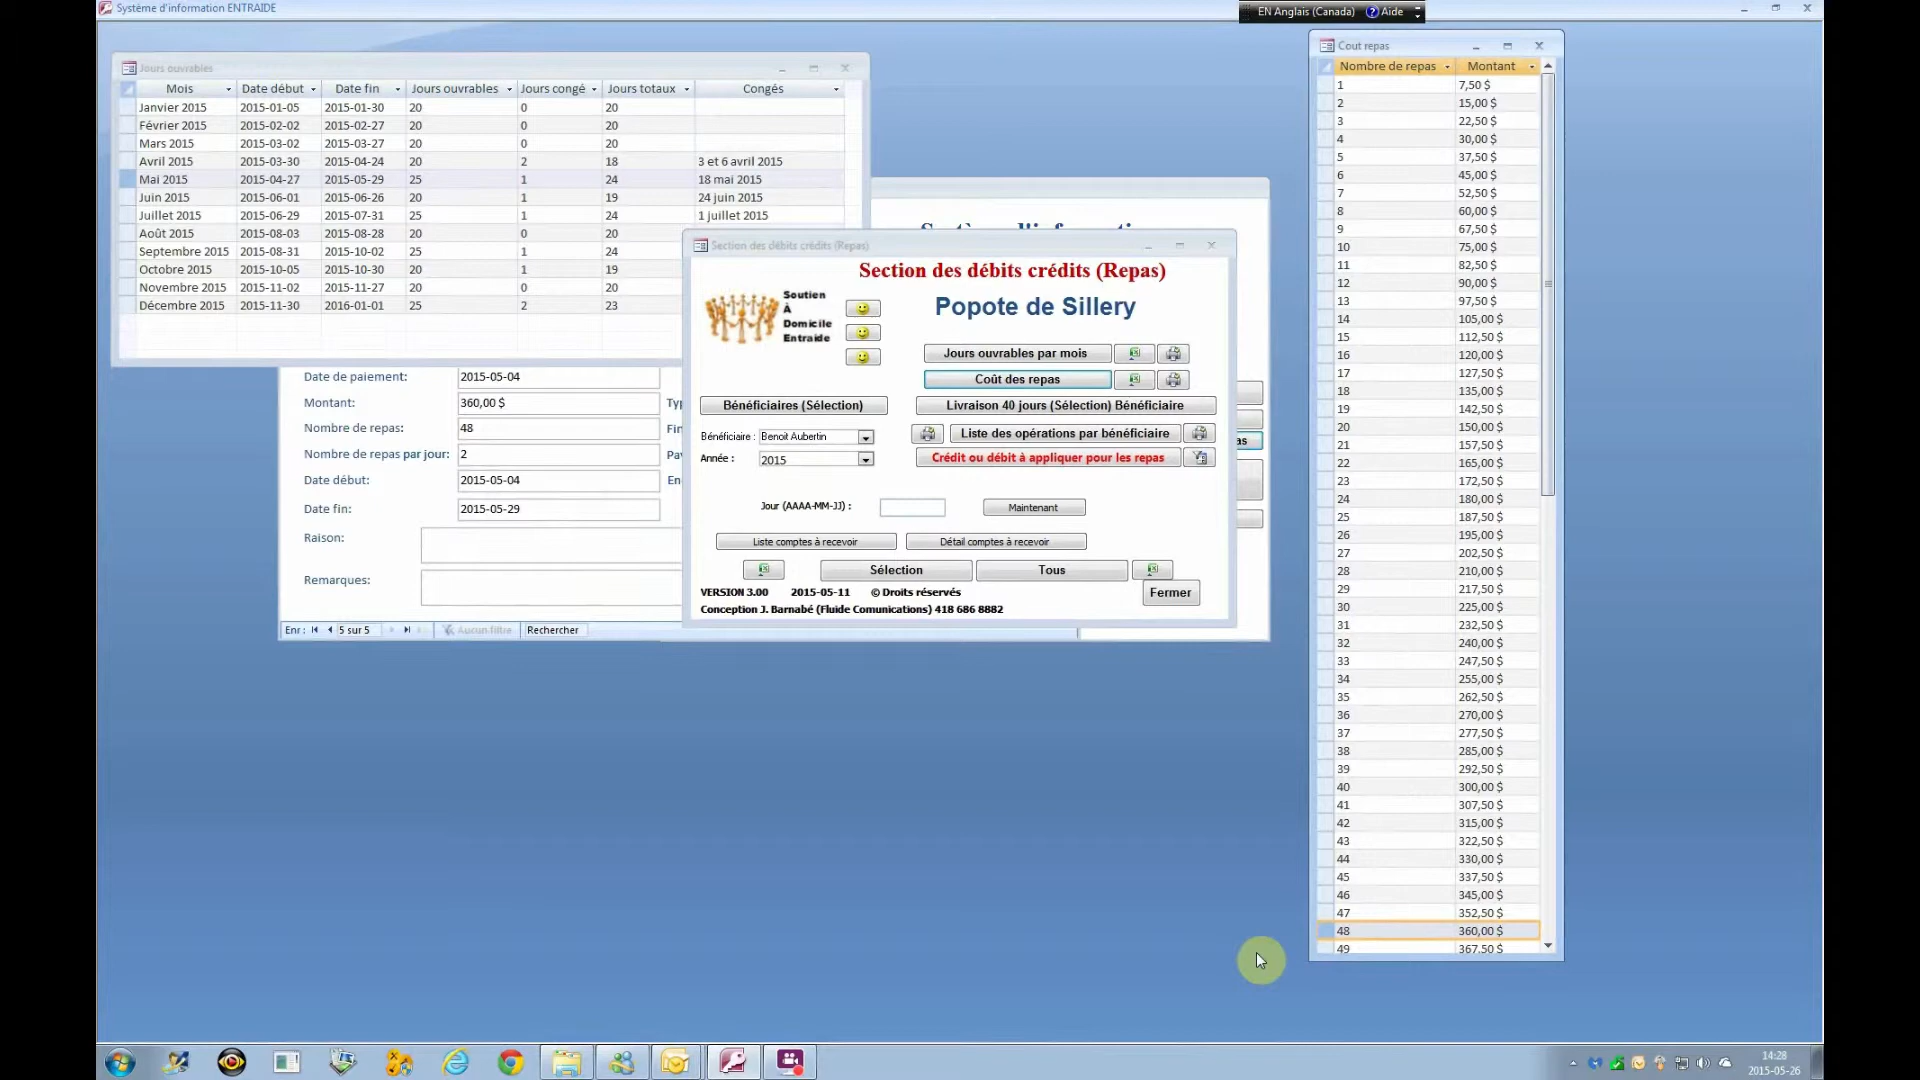 Système d'information ENTRAIDE
EN Anglais (Canada) Aide
Jours ouvrables
Mois Date début Date fin Jours ouvrables Jours congé Jours totaux Congés
Janvier 2015 2015-01-05 2015-01-30 20 0 20
Février 2015 2015-02-02 2015-02-27 20 0 20
Mars 2015 2015-03-02 2015-03-27 20 0 20
Avril 2015 2015-03-30 2015-04-24 20 2 18 3 et 6 avril 2015
Mai 2015 2015-04-27 2015-05-29 25 1 24 18 mai 2015
Juin 2015 2015-06-01 2015-06-26 20 1 19 24 juin 2015
Juillet 2015 2015-06-29 2015-07-31 25 1 24 1 juillet 2015
Août 2015 2015-08-03 2015-08-28 20 0 20
Septembre 2015 2015-08-31 2015-10-02 25 1 24
Octobre 2015 2015-10-05 2015-10-30 20 1 19
Novembre 2015 2015-11-02 2015-11-27 20 0 20
Décembre 2015 2015-11-30 2016-01-01 25 2 23
Date de paiement: 2015-05-04
Montant: 360,00 $
Nombre de repas: 48
Nombre de repas par jour: 2
Date début: 2015-05-04
Date fin: 2015-05-29
Raison:
Remarques:
Enr : 5 sur 5 Aucun filtre Rechercher
Section des débits crédits (Repas)
Section des débits crédits (Repas)
Soutien
À
Domicile
Entraide
Popote de Sillery
Jours ouvrables par mois
Coût des repas
Bénéficiaires (Sélection) Livraison 40 jours (Sélection) Bénéficiaire
Bénéficiaire : Benoit Aubertin Liste des opérations par bénéficiaire
Année : 2015 Crédit ou débit à appliquer pour les repas
Jour (AAAA-MM-JJ) : Maintenant
Liste comptes à recevoir Détail comptes à recevoir
Sélection Tous
VERSION 3.00 2015-05-11 © Droits réservés Fermer
Conception J. Barnabé (Fluide Comunications) 418 686 8882
Cout repas
Nombre de repas Montant
1 7,50 $
2 15,00 $
3 22,50 $
4 30,00 $
5 37,50 $
6 45,00 $
7 52,50 $
8 60,00 $
9 67,50 $
10 75,00 $
11 82,50 $
12 90,00 $
13 97,50 $
14 105,00 $
15 112,50 $
16 120,00 $
17 127,50 $
18 135,00 $
19 142,50 $
20 150,00 $
21 157,50 $
22 165,00 $
23 172,50 $
24 180,00 $
25 187,50 $
26 195,00 $
27 202,50 $
28 210,00 $
29 217,50 $
30 225,00 $
31 232,50 $
32 240,00 $
33 247,50 $
34 255,00 $
35 262,50 $
36 270,00 $
37 277,50 $
38 285,00 $
39 292,50 $
40 300,00 $
41 307,50 $
42 315,00 $
43 322,50 $
44 330,00 $
45 337,50 $
46 345,00 $
47 352,50 $
48 360,00 $
49 367,50 $
14:28
2015-05-26